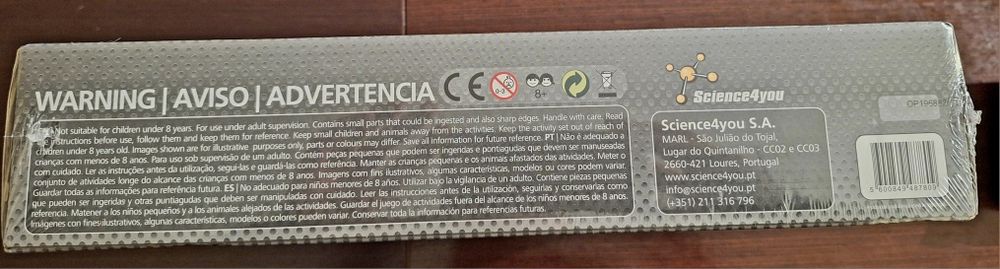 WARNING | AVISO | ADVERTENCIA
CE
0-3
8+
Science4you
Not suitable for children under 8 years. For use under adult supervision. Contains small parts that could be ingested and also sharp edges. Handle with care. Read
instructions before use, follow them and keep them for reference. Keep small children and animals away from the activities. Keep the activity set out of reach of
children under 8 years old. Images shown are for illustrative purposes only, parts or colours may differ. Save all information for future reference. PT | Não é adequado a
crianças com menos de 8 anos. Para uso sob supervisão de um adulto. Contém peças pequenas que podem ser ingeridas e pontiagudas que devem ser manuseadas
com cuidado. Ler as instruções antes da utilização, segui-las e guardá-las como referência. Manter as crianças pequenas e os animais afastados das atividades. Meter o
conjunto de atividades longe do alcance das crianças com menos de 8 anos. Imagens com fins ilustrativos, algumas características, modelos ou cores podem variar.
Guardar todas as informações para referência futura. ES | No adecuado para niños menores de 8 años. Utilizar bajo la vigilancia de un adulto. Contiene piezas pequenas
que pueden ser ingeridas y otras puntiagudas que deben ser manipuladas con cuidado. Leer las instrucciones antes de la utilización, seguirlas y conservarlas como
referencia. Matener a los niños pequeños y a los animales alejados de las actividades. Guardar el juego de actividades fuera del alcance de los niños menores de 8 anos.
Imágenes con fines ilustrativos, algunas características, modelos o colores pueden variar. Conservar toda la información para referencias futuras.
Science4you S.A.
MARL - São Julião do Tojal,
Lugar do Quintanilho - CC02 e CC03
2660-421 Loures, Portugal
www.science4you.pt
info@science4you.pt
(+351) 211 316 796
5 600849 487809